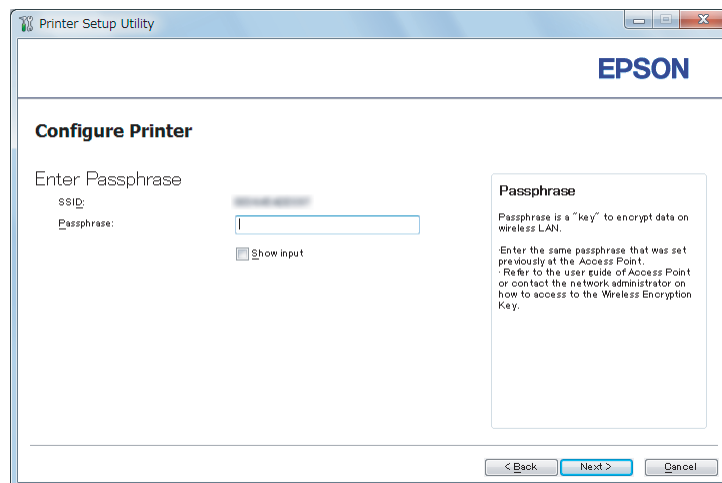 Printer Setup Utility
EPSON
Configure Printer
Enter Passphrase
SSID:
Passphrase:
Show input
Passphrase
Passphrase is a "key" to encrypt data on
wireless LAN.
·Enter the same passphrase that was set
previously at the Access Point.
· Refer to the user guide of Access Point
or contact the network administrator on
how to access to the Wireless Encryption
Key.
< Back
Next >
Cancel